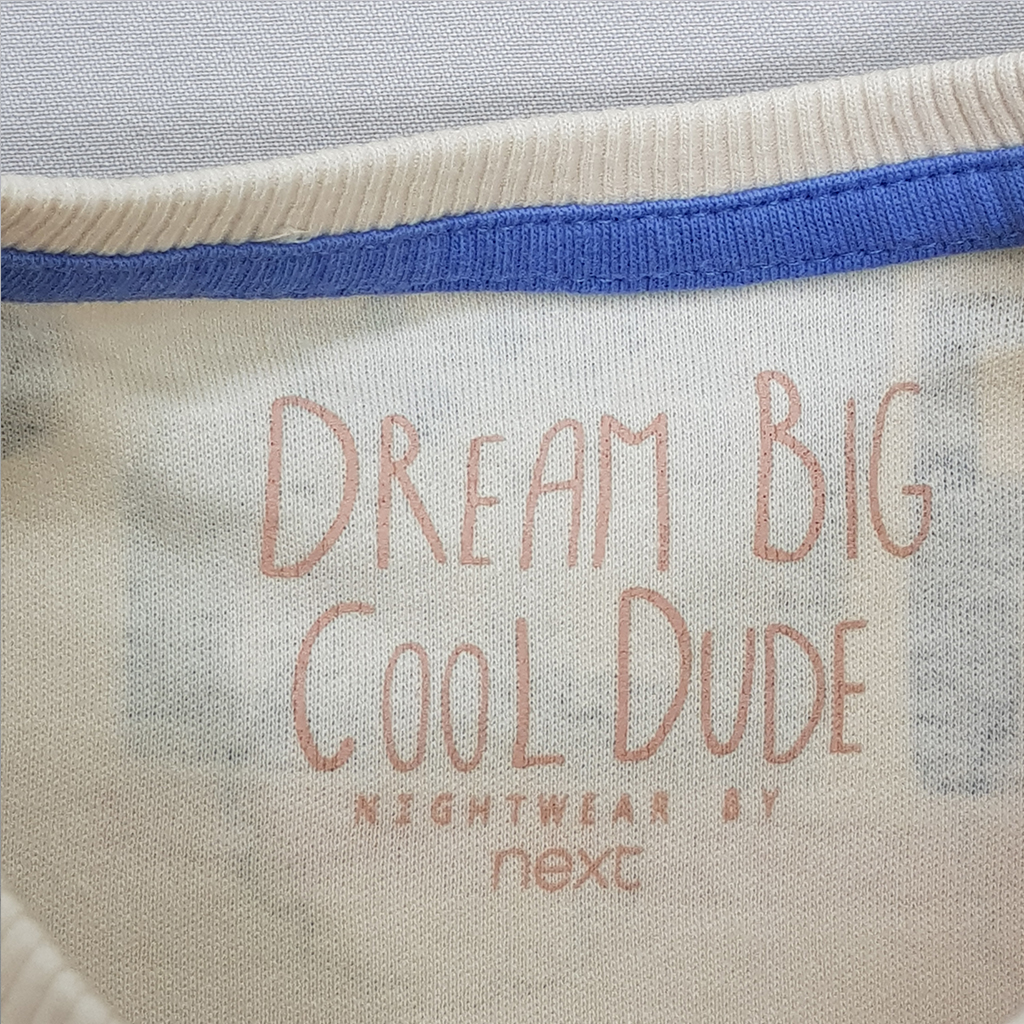 DREAM BIG
COOL DUDE
NIGHTWEAR BY
next